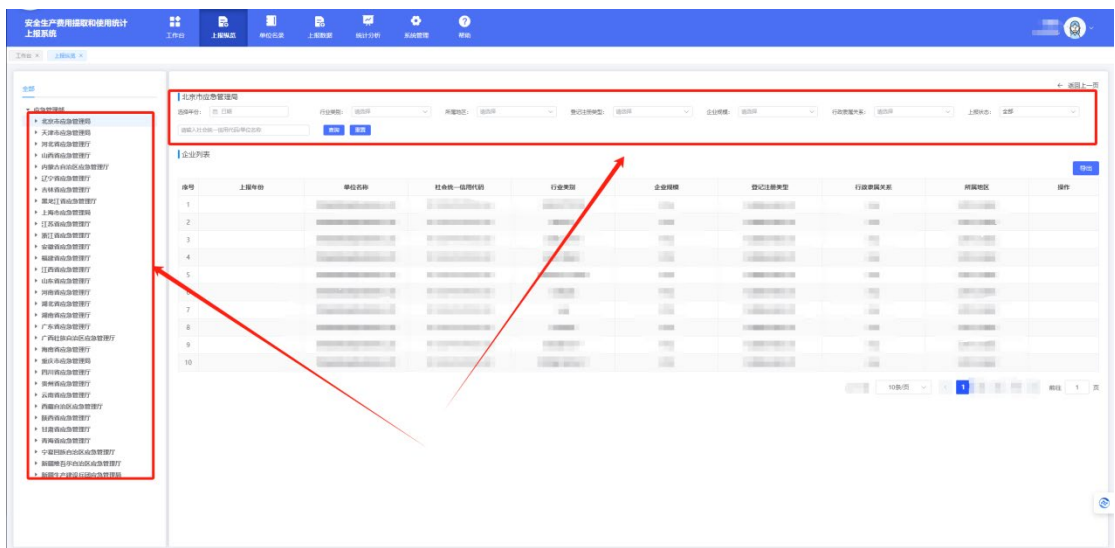 安全生产费用提取和使用统计
上报系统
工作台
上报纵览
单位名录
上报数据
统计分析
系统管理
帮助
工作台 ×
上报纵览 ×
全部
应急管理部
北京市应急管理局
天津市应急管理局
河北省应急管理厅
山西省应急管理厅
内蒙古自治区应急管理厅
辽宁省应急管理厅
吉林省应急管理厅
黑龙江省应急管理厅
上海市应急管理局
江苏省应急管理厅
浙江省应急管理厅
安徽省应急管理厅
福建省应急管理厅
江西省应急管理厅
山东省应急管理厅
河南省应急管理厅
湖北省应急管理厅
湖南省应急管理厅
广东省应急管理厅
广西壮族自治区应急管理厅
海南省应急管理厅
重庆市应急管理局
四川省应急管理厅
贵州省应急管理厅
云南省应急管理厅
西藏自治区应急管理厅
陕西省应急管理厅
甘肃省应急管理厅
青海省应急管理厅
宁夏回族自治区应急管理厅
新疆维吾尔自治区应急管理厅
新疆生产建设兵团应急管理局
← 返回上一页
北京市应急管理局
选择年份: 日期 行业类别: 请选择 所属地区: 请选择 登记注册类型: 请选择 企业规模: 请选择 行政隶属关系: 请选择 上报状态: 全部
请输入社会统一信用代码/单位名称 查询 重置
企业列表
导出
序号 上报年份 单位名称 社会统一信用代码 行业类别 企业规模 登记注册类型 行政隶属关系 所属地区 操作
1
2
3
4
5
7
8
9
10
10条/页 < 1 前往 1 页